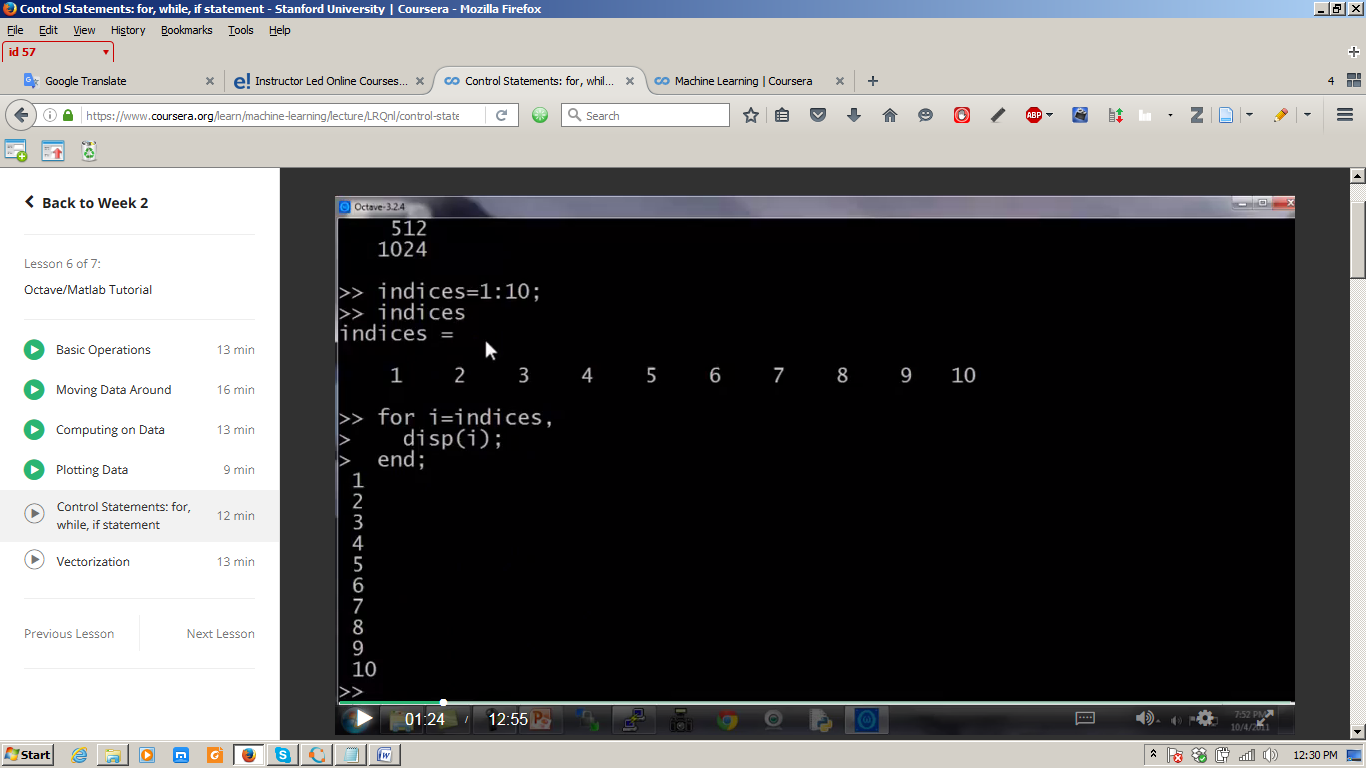 Control Statements: for, while, if statement - Stanford University | Coursera - Mozilla Firefox
File Edit View History Bookmarks Tools Help
id 57
Google Translate
Instructor Led Online Courses...
Control Statements: for, whil...
Machine Learning | Coursera
4
https://www.coursera.org/learn/machine-learning/lecture/LRQnl/control-state
Search
ABP
Back to Week 2
Lesson 6 of 7:
Octave/Matlab Tutorial
Basic Operations 13 min
Moving Data Around 16 min
Computing on Data 13 min
Plotting Data 9 min
Control Statements: for,
while, if statement 12 min
Vectorization 13 min
Previous Lesson Next Lesson
Octave-3.2.4
512
1024
>> indices=1:10;
>> indices
indices =
1 2 3 4 5 6 7 8 9 10
>> for i=indices,
> disp(i);
> end;
1
2
3
4
5
6
7
8
9
10
>>
01:24 / 12:55
7:52 PM
10/4/2011
Start
12:30 PM